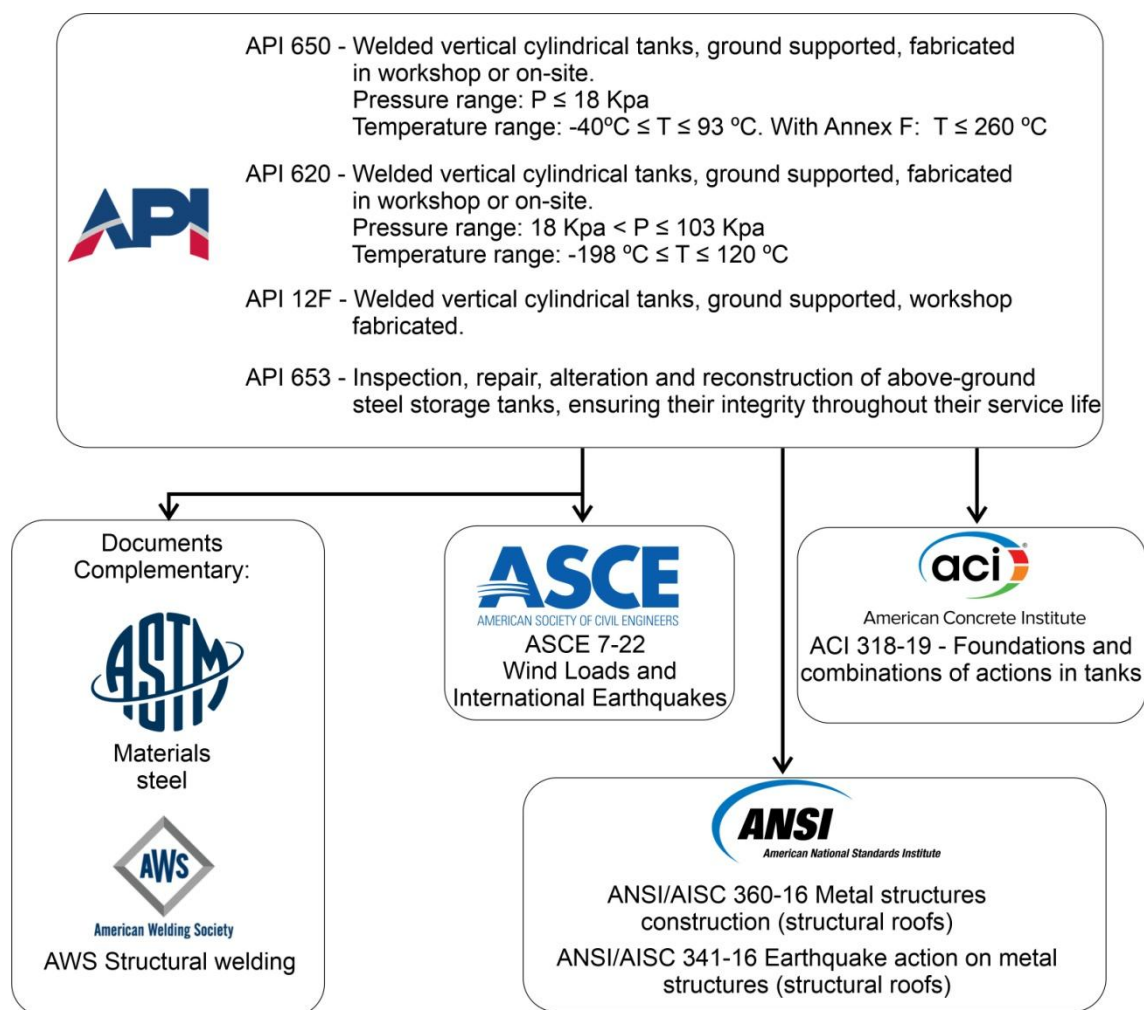 API 650 - Welded vertical cylindrical tanks, ground supported, fabricated
in workshop or on-site.
Pressure range: P ≤ 18 Kpa
Temperature range: -40ºC ≤ T ≤ 93 ºC. With Annex F: T ≤ 260 ºC
API 620 - Welded vertical cylindrical tanks, ground supported, fabricated
in workshop or on-site.
Pressure range: 18 Kpa < P ≤ 103 Kpa
Temperature range: -198 ºC ≤ T ≤ 120 ºC
API
API 12F - Welded vertical cylindrical tanks, ground supported, workshop
fabricated.
API 653 - Inspection, repair, alteration and reconstruction of above-ground
steel storage tanks, ensuring their integrity throughout their service life
Documents
Complementary:
ASTM
Materials
steel
AWS
American Welding Society
AWS Structural welding
ASCE
AMERICAN SOCIETY OF CIVIL ENGINEERS
ASCE 7-22
Wind Loads and
International Earthquakes
aci®
American Concrete Institute
ACI 318-19 - Foundations and
combinations of actions in tanks
ANSI
American National Standards Institute
ANSI/AISC 360-16 Metal structures
construction (structural roofs)
ANSI/AISC 341-16 Earthquake action on metal
structures (structural roofs)